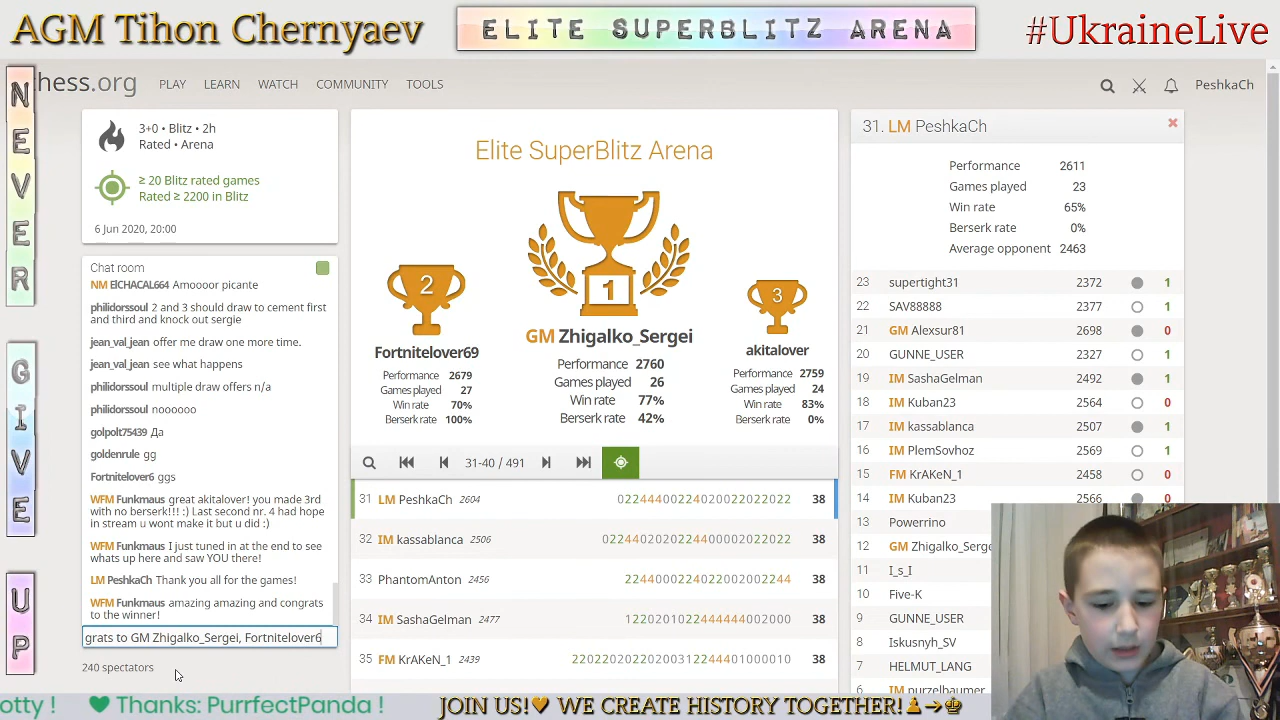 AGM Tihon Chernyaev
ELITE SUPERBLITZ ARENA
#UkraineLive
NEVER
GIVE
UP
hess.org PLAY LEARN WATCH COMMUNITY TOOLS PeshkaCh
3+0 • Blitz • 2h
Rated • Arena
≥ 20 Blitz rated games
Rated ≥ 2200 in Blitz
6 Jun 2020, 20:00
Chat room
NM ElCHACAL664 Amoooor picante
philidorssoul 2 and 3 should draw to cement first
and third and knock out sergie
jean_val_jean offer me draw one more time.
jean_val_jean see what happens
philidorssoul multiple draw offers n/a
philidorssoul noooooo
golpolt75439 Да
goldenrule gg
Fortnitelover6 ggs
WFM Funkmaus great akitalover! you made 3rd
with no berserk!!! :) Last second nr. 4 had hope
in stream u wont make it but u did :)
WFM Funkmaus I just tuned in at the end to see
whats up here and saw YOU there!
LM PeshkaCh Thank you all for the games!
WFM Funkmaus amazing amazing and congrats
to the winner!
grats to GM Zhigalko_Sergei, Fortnitelover6
240 spectators
Elite SuperBlitz Arena
2
Fortnitelover69
Performance 2679
Games played 27
Win rate 70%
Berserk rate 100%
1
GM Zhigalko_Sergei
Performance 2760
Games played 26
Win rate 77%
Berserk rate 42%
3
akitalover
Performance 2759
Games played 24
Win rate 83%
Berserk rate 0%
31-40 / 491
31 LM PeshkaCh 2604 02244400224020022022022 38
32 IM kassablanca 2506 022440202202244000022022 38
33 PhantomAnton 2456 22440002244022002002244 38
34 IM SashaGelman 2477 1220202022022444444001010 38
35 FM KrAKeN_1 2439 22022020220200312244401000010 38
31. LM PeshkaCh
Performance 2611
Games played 23
Win rate 65%
Berserk rate 0%
Average opponent 2463
23 supertight31 2372 1
22 SAV88888 2377 1
21 GM Alexsur81 2698 0
20 GUNNE_USER 2327 1
19 IM SashaGelman 2492 1
18 IM Kuban23 2564 0
17 IM kassablanca 2507 1
16 IM PlemSovhoz 2569 1
15 FM KrAKeN_1 2458 0
14 IM Kuban23 2566 0
13 Powerrino
12 GM Zhigalko_Serge
11 I_s_I
10 Five-K
9 GUNNE_USER
8 Iskusnyh_SV
7 HELMUT_LANG
6 IM purzelbaumer
otty ! Thanks: PurrfectPanda ! JOIN US! WE CREATE HISTORY TOGETHER!